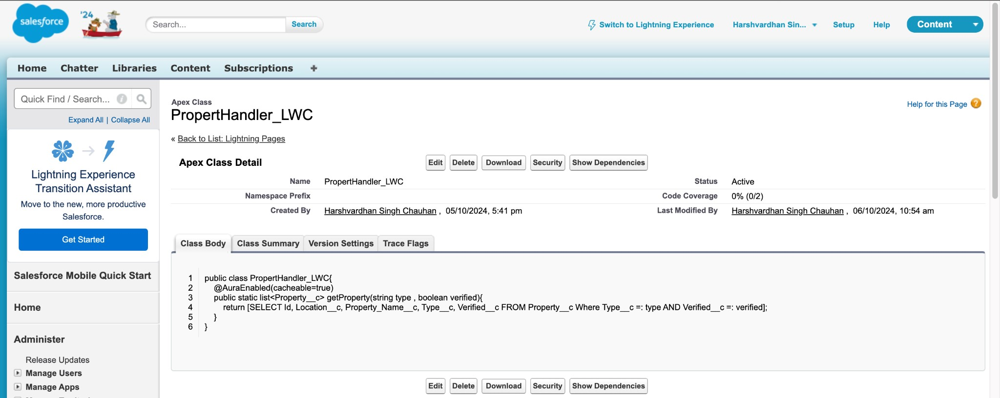 salesforce
'24
Search...
Search
Switch to Lightning Experience
Harshvardhan Sin...
Setup
Help
Content
Home
Chatter
Libraries
Content
Subscriptions
+
Quick Find / Search...
Expand All | Collapse All
Lightning Experience
Transition Assistant
Move to the new, more productive
Salesforce.
Get Started
Salesforce Mobile Quick Start
Home
Administer
Release Updates
Manage Users
Manage Apps
Apex Class
PropertHandler_LWC
Help for this Page ?
« Back to List: Lightning Pages
Apex Class Detail
Edit
Delete
Download
Security
Show Dependencies
Name PropertHandler_LWC
Status Active
Namespace Prefix
Code Coverage 0% (0/2)
Created By Harshvardhan Singh Chauhan , 05/10/2024, 5:41 pm
Last Modified By Harshvardhan Singh Chauhan , 06/10/2024, 10:54 am
Class Body
Class Summary
Version Settings
Trace Flags
1 public class PropertHandler_LWC{
2 @AuraEnabled(cacheable=true)
3 public static list<Property__c> getProperty(string type , boolean verified){
4 return [SELECT Id, Location__c, Property_Name__c, Type__c, Verified__c FROM Property__c Where Type__c =: type AND Verified__c =: verified];
5 }
6 }
Edit
Delete
Download
Security
Show Dependencies